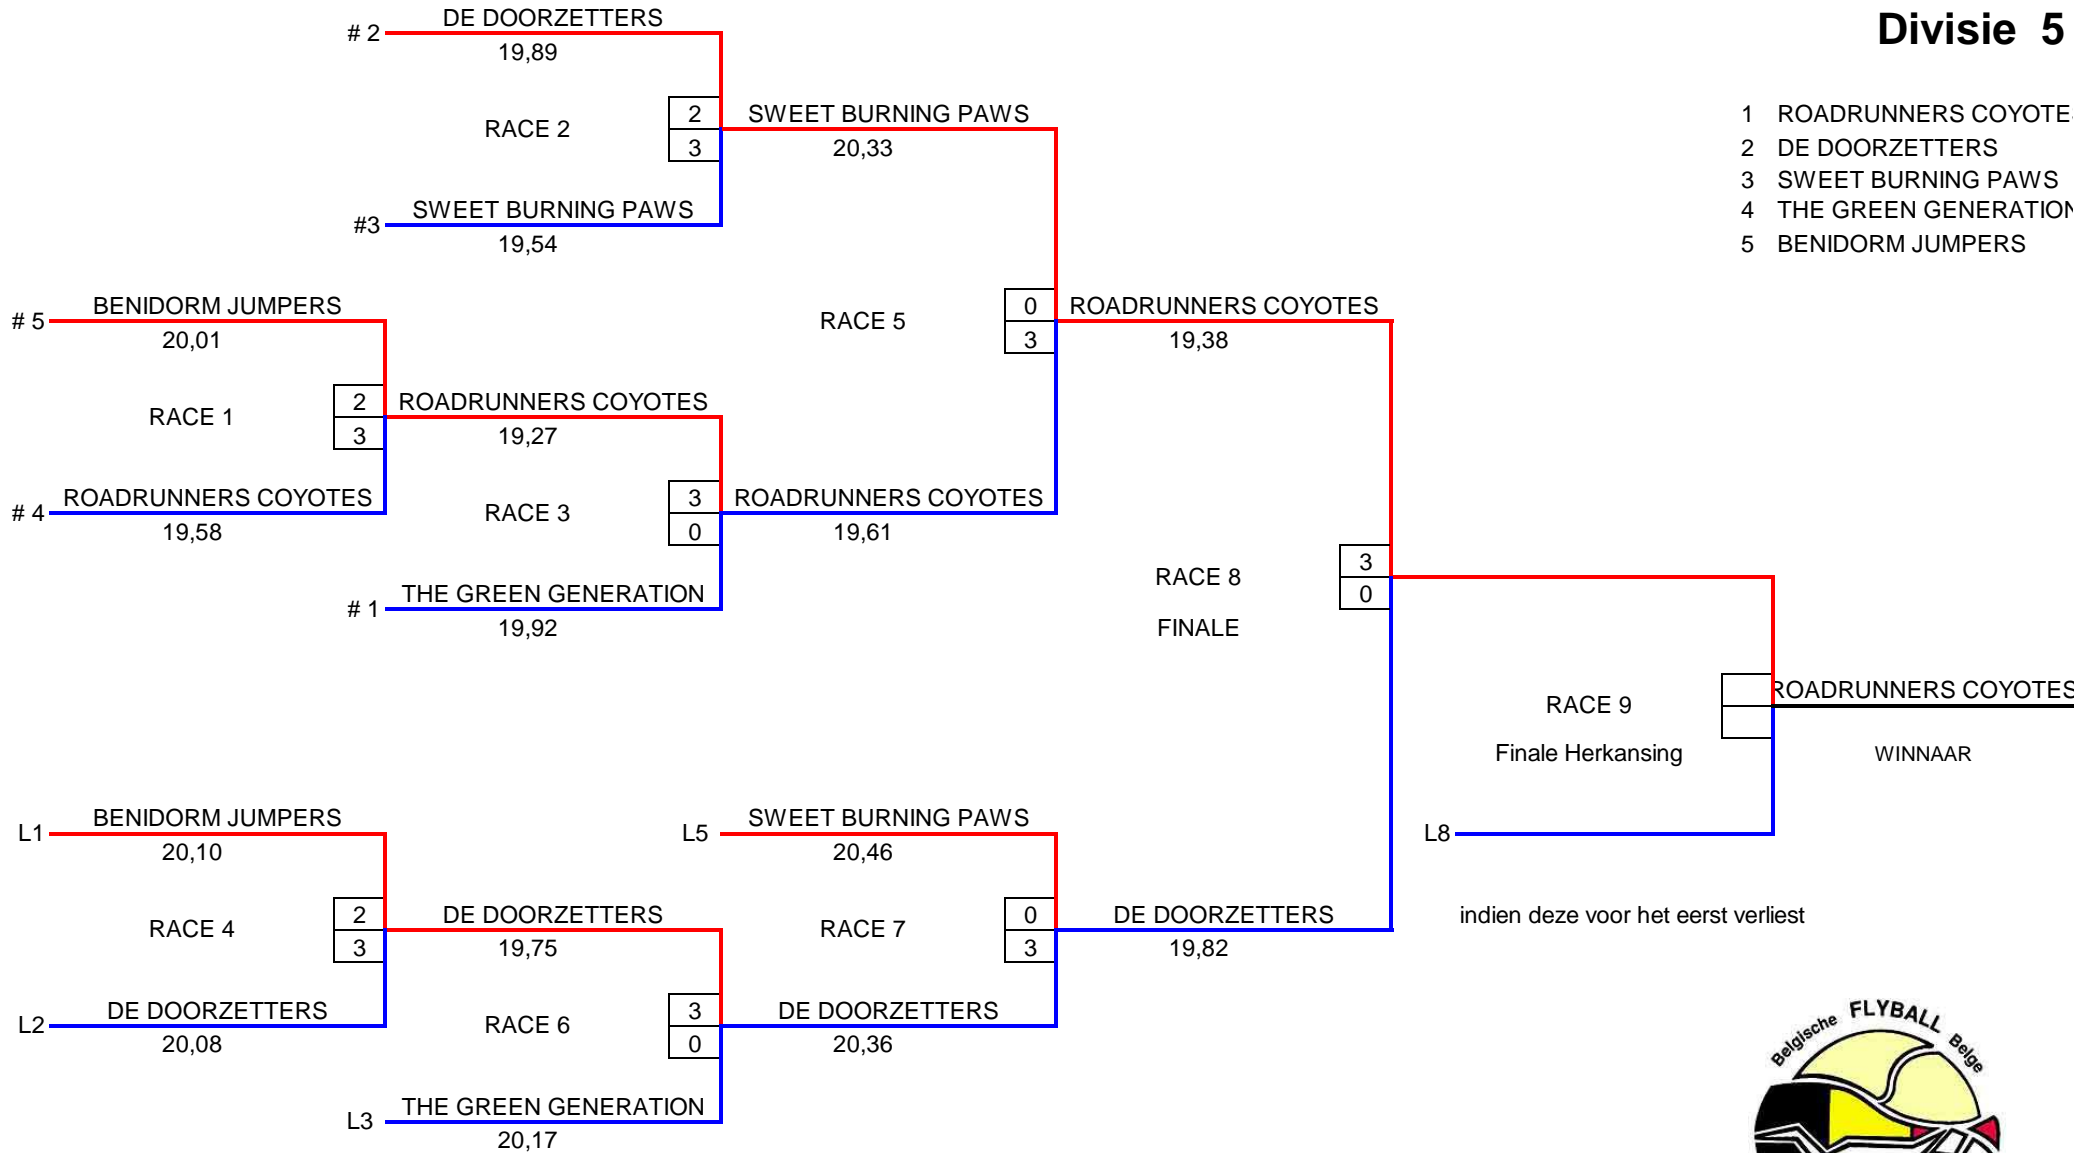 Divisie 5
1 ROADRUNNERS COYOTES
2 DE DOORZETTERS
3 SWEET BURNING PAWS
4 THE GREEN GENERATION
5 BENIDORM JUMPERS
# 2
DE DOORZETTERS
19,89
RACE 2
2
3
#3
SWEET BURNING PAWS
19,54
SWEET BURNING PAWS
20,33
# 5
BENIDORM JUMPERS
20,01
RACE 1
2
3
# 4
ROADRUNNERS COYOTES
19,58
ROADRUNNERS COYOTES
19,27
RACE 3
3
0
# 1
THE GREEN GENERATION
19,92
ROADRUNNERS COYOTES
19,61
RACE 5
0
3
ROADRUNNERS COYOTES
19,38
RACE 8
FINALE
3
0
RACE 9
Finale Herkansing
ROADRUNNERS COYOTES
WINNAAR
L8
indien deze voor het eerst verliest
L1
BENIDORM JUMPERS
20,10
RACE 4
2
3
L2
DE DOORZETTERS
20,08
DE DOORZETTERS
19,75
RACE 6
3
0
L3
THE GREEN GENERATION
20,17
L5
SWEET BURNING PAWS
20,46
RACE 7
0
3
DE DOORZETTERS
20,36
DE DOORZETTERS
19,82
Belgische FLYBALL Belge